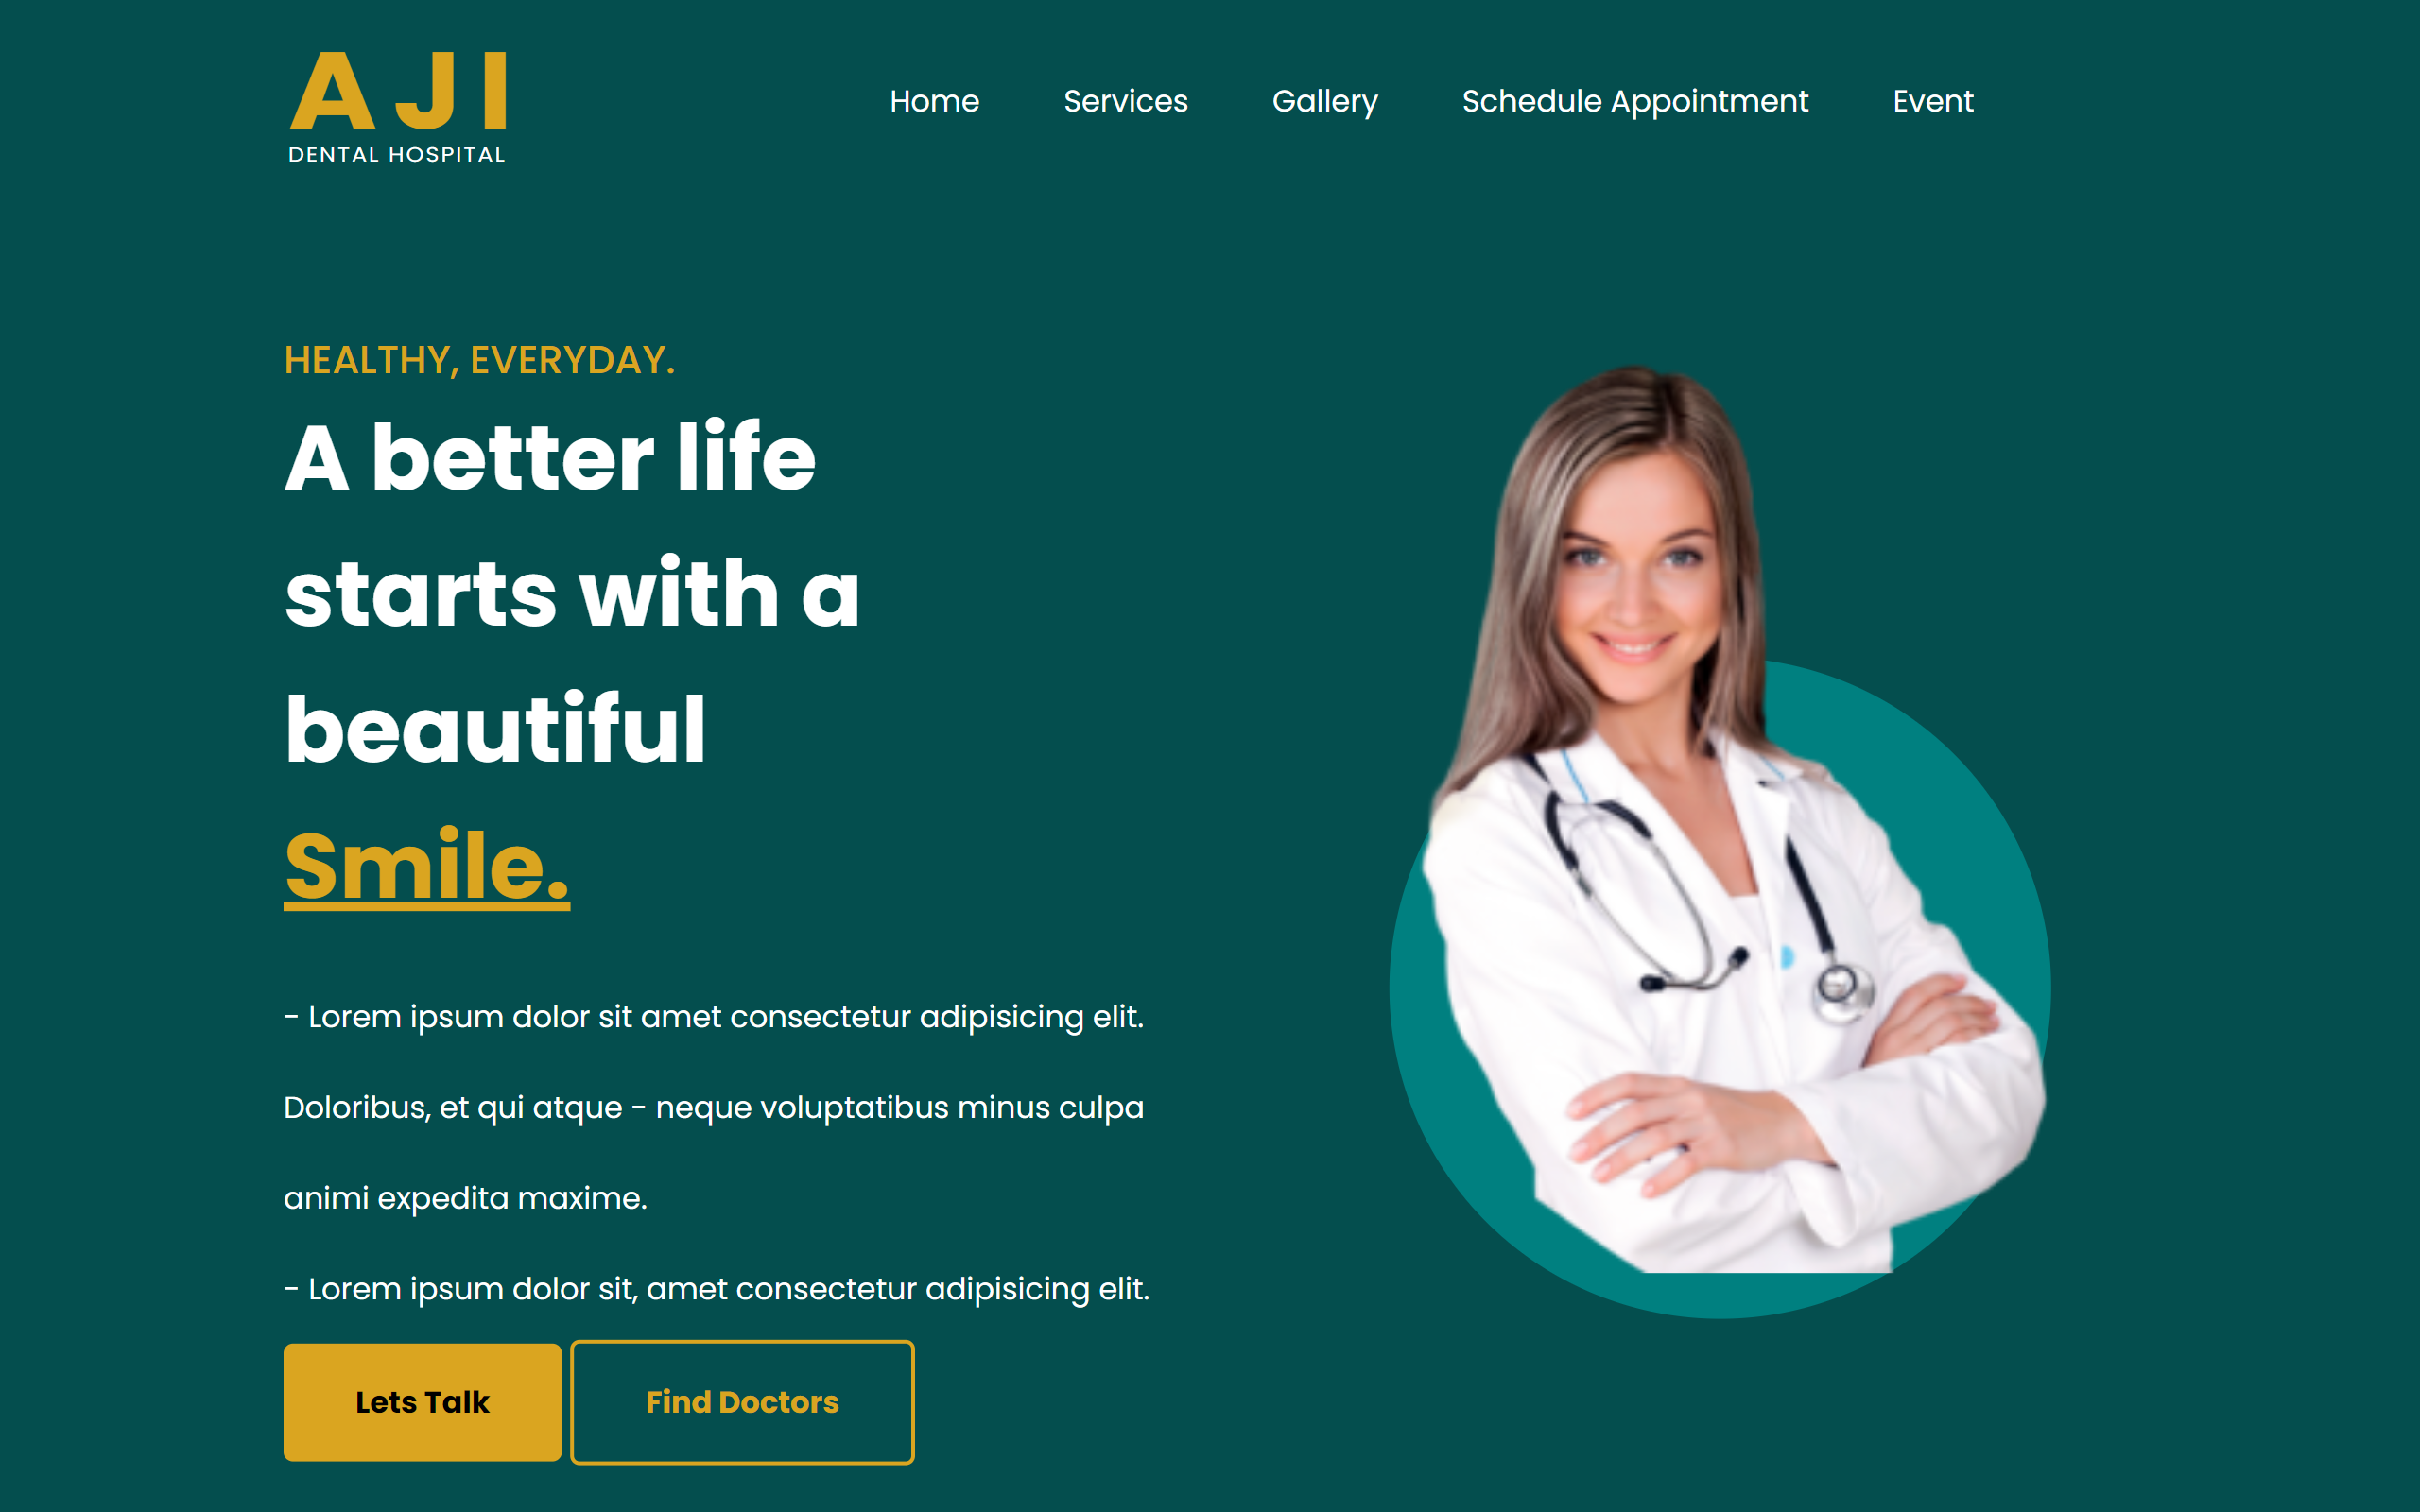 AJI
DENTAL HOSPITAL
Home Services Gallery Schedule Appointment Event
HEALTHY, EVERYDAY.
A better life
starts with a
beautiful
Smile.
- Lorem ipsum dolor sit amet consectetur adipisicing elit.
Doloribus, et qui atque - neque voluptatibus minus culpa
animi expedita maxime.
- Lorem ipsum dolor sit, amet consectetur adipisicing elit.
Lets Talk Find Doctors